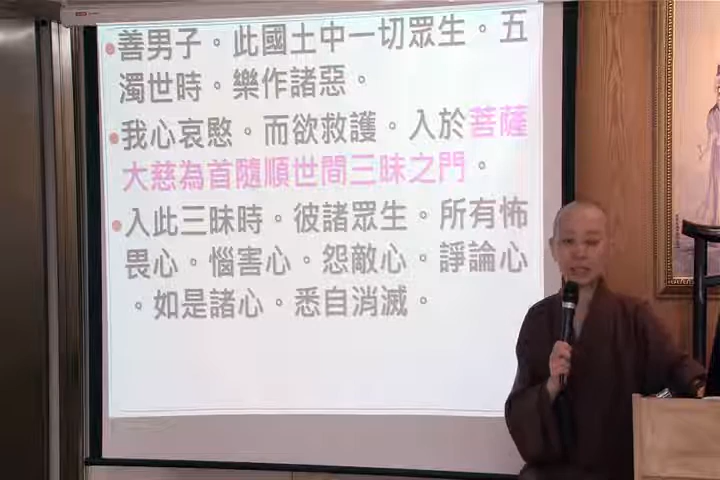 善男子。此國土中一切眾生。五
濁世時。樂作諸惡。
我心哀愍。而欲救護。入於菩薩
大慈為首隨順世間三昧之門。
入此三昧時。彼諸眾生。所有怖
畏心。惱害心。怨敵心。諍論心
。如是諸心。悉自消滅。